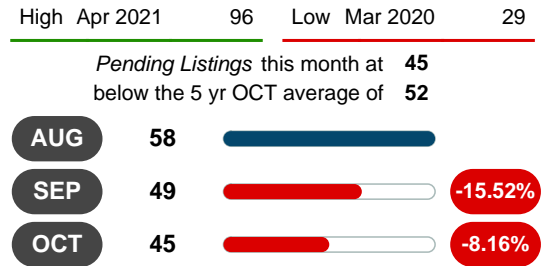 High Apr 2021 96 Low Mar 2020 29
Pending Listings this month at 45
below the 5 yr OCT average of 52
AUG 58
SEP 49 -15.52%
OCT 45 -8.16%